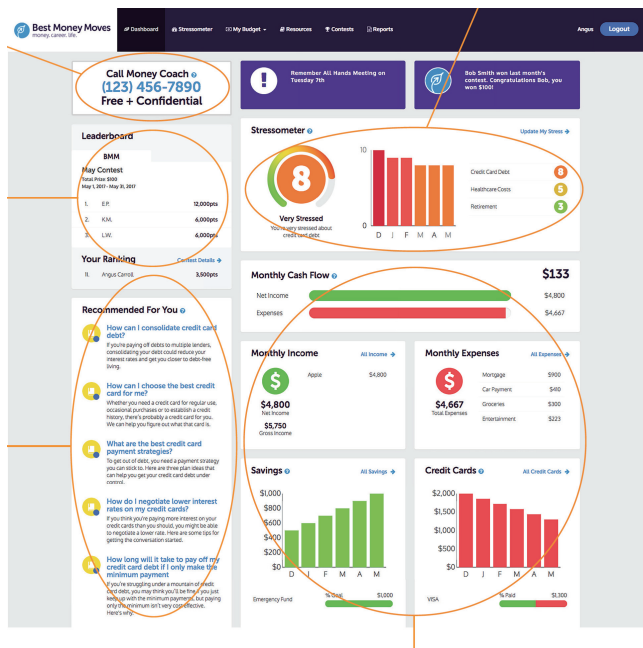 Best Money Moves
money. career. life.
Dashboard
Stressometer
My Budget
Resources
Contests
Reports
Angus
Logout
Call Money Coach
(123) 456-7890
Free + Confidential
Remember All Hands Meeting on
Tuesday 7th
Bob Smith won last month's
contest. Congratulations Bob, you
won $100!
Leaderboard
BMM
May Contest
Total Prize: $100
May 1, 2017 - May 31, 2017
1. E.P. 12,000pts
2. K.M. 6,000pts
3. L.W. 6,000pts
Your Ranking Contest Details
11. Angus Carroll 3,500pts
Stressometer
Update My Stress
8
Very Stressed
You're very stressed about
credit card debt
10
0
D J F M A M
Credit Card Debt 8
Healthcare Costs 5
Retirement 3
Monthly Cash Flow $133
Net Income $4,800
Expenses $4,667
Recommended For You
How can I consolidate credit card
debt?
If you're paying off debts to multiple lenders,
consolidating your debt could reduce your
interest and get you closer to debt-free
living.
How can I choose the best credit
card for me?
Whether you need a credit card for regular use,
occasional purchases or to establish a credit
history, there's probably a credit card for you.
We can help you figure out what that card is.
What are the best credit card
payment strategies?
To get out of debt, you need a payment strategy
you can stick to. Here are three plan ideas that
can help you get your credit card debt under
control.
How do I negotiate lower interest
rates on my credit cards?
If you think you're paying more interest on your
credit cards than you should, you might be able
to negotiate a lower rate. Here are some tips for
getting the conversation started.
How long will it take to pay off my
credit card debt if I only make the
minimum payment
If you're struggling under a mountain of credit
card debt, you may think you'll be fine if you just
keep up with the minimum payments, but paying
only the minimum isn't very cost effective.
Here's why.
Monthly Income All Income
$
Apple $4,800
$4,800
Net Income
$5,750
Gross Income
Monthly Expenses All Expenses
$
$4,667
Total Expenses
Mortgage $900
Car Payment $410
Groceries $300
Entertainment $223
Savings All Savings
$1,000
$800
$600
$400
$200
$0
D J F M A M
Emergency Fund % Goal $1,000
Credit Cards All Credit Cards
$2,000
$1,500
$1,000
$500
$0
D J F M A M
VISA % Paid $1,300